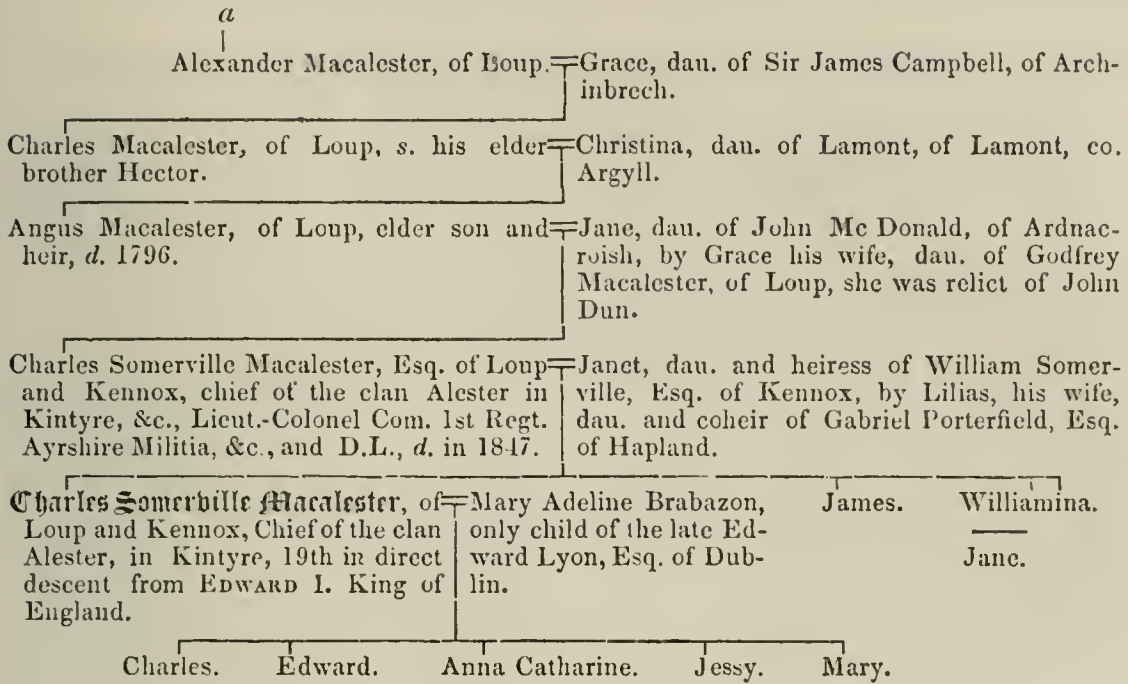 a
Alexander Macalester, of Loup.
Grace, dau. of Sir James Campbell, of Arch-
inbrech.
Charles Macalester, of Loup, s. his elder
brother Hector.
Christina, dau. of Lamont, of Lamont, co.
Argyll.
Angus Macalester, of Loup, elder son and
heir, d. 1796.
Jane, dau. of John Mc Donald, of Ardnac-
roish, by Grace his wife, dau. of Godfrey
Macalester, of Loup, she was relict of John
Dun.
Charles Somerville Macalester, Esq. of Loup
and Kennox, chief of the clan Alester in
Kintyre, &c., Lieut.-Colonel Com. 1st Regt.
Ayrshire Militia, &c., and D.L., d. in 1847.
Janet, dau. and heiress of William Somer-
ville, Esq. of Kennox, by Lilias, his wife,
dau. and coheir of Gabriel Porterfield, Esq.
of Hapland.
Charles Somerville Macalester, of
Loup and Kennox, Chief of the clan
Alester, in Kintyre, 19th in direct
descent from EDWARD I. King of
England.
Mary Adeline Brabazon,
only child of the late Ed-
ward Lyon, Esq. of Dub-
lin.
James.
Williamina.
Jane.
Charles. Edward. Anna Catharine. Jessy. Mary.